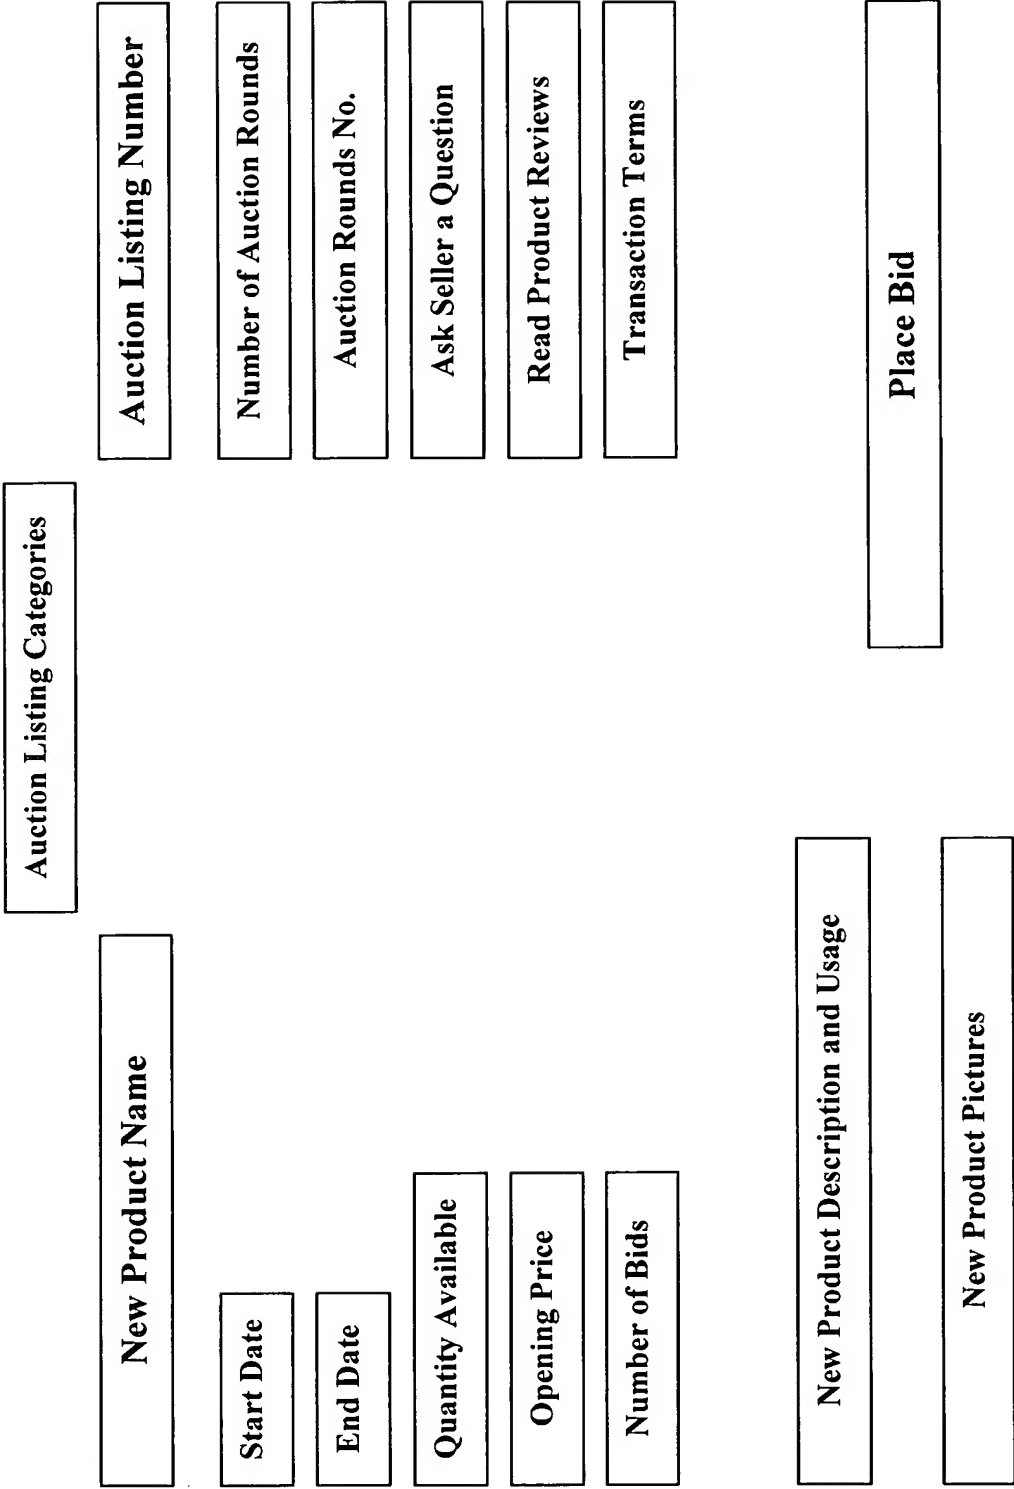 Auction Listing Categories
New Product Name
Auction Listing Number
Start Date
Number of Auction Rounds
End Date
Auction Rounds No.
Quantity Available
Ask Seller a Question
Opening Price
Read Product Reviews
Number of Bids
Transaction Terms
New Product Description and Usage
Place Bid
New Product Pictures